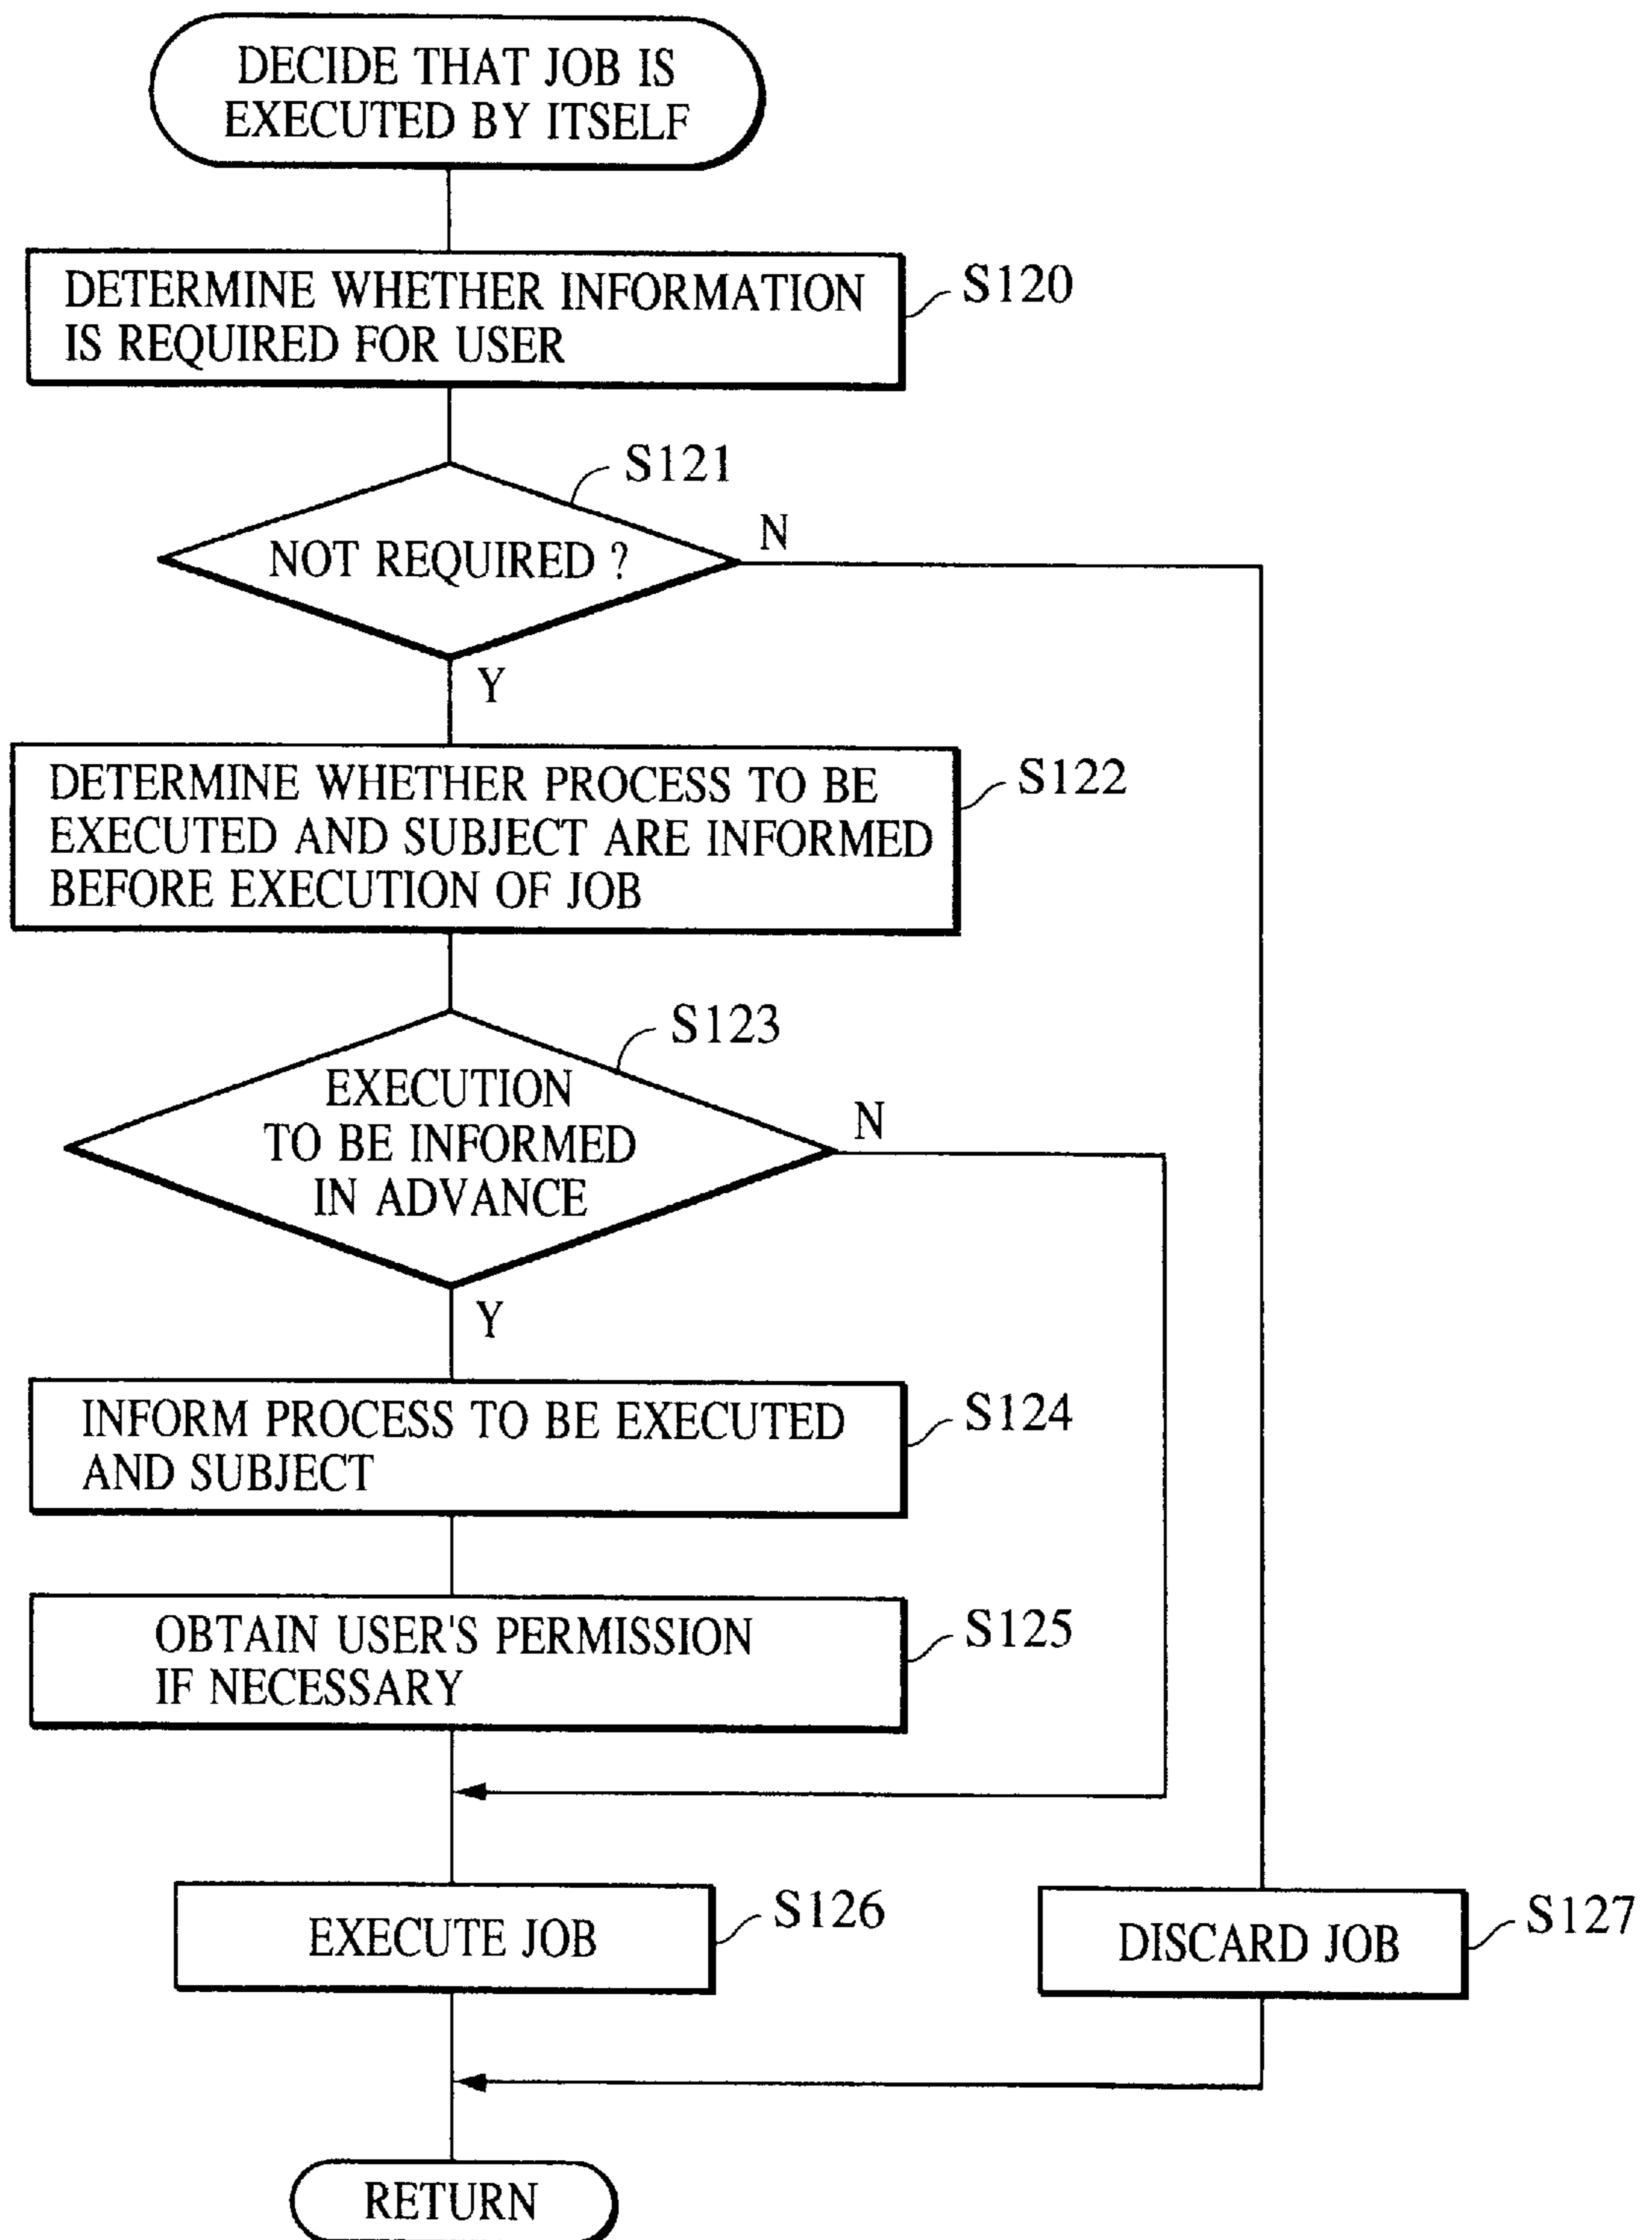 DECIDE THAT JOB IS
EXECUTED BY ITSELF
DETERMINE WHETHER INFORMATION
IS REQUIRED FOR USER
S120
S121
NOT REQUIRED ?
N
Y
DETERMINE WHETHER PROCESS TO BE
EXECUTED AND SUBJECT ARE INFORMED
BEFORE EXECUTION OF JOB
S122
S123
EXECUTION
TO BE INFORMED
IN ADVANCE
N
Y
INFORM PROCESS TO BE EXECUTED
AND SUBJECT
S124
OBTAIN USER'S PERMISSION
IF NECESSARY
S125
EXECUTE JOB
S126
DISCARD JOB
S127
RETURN